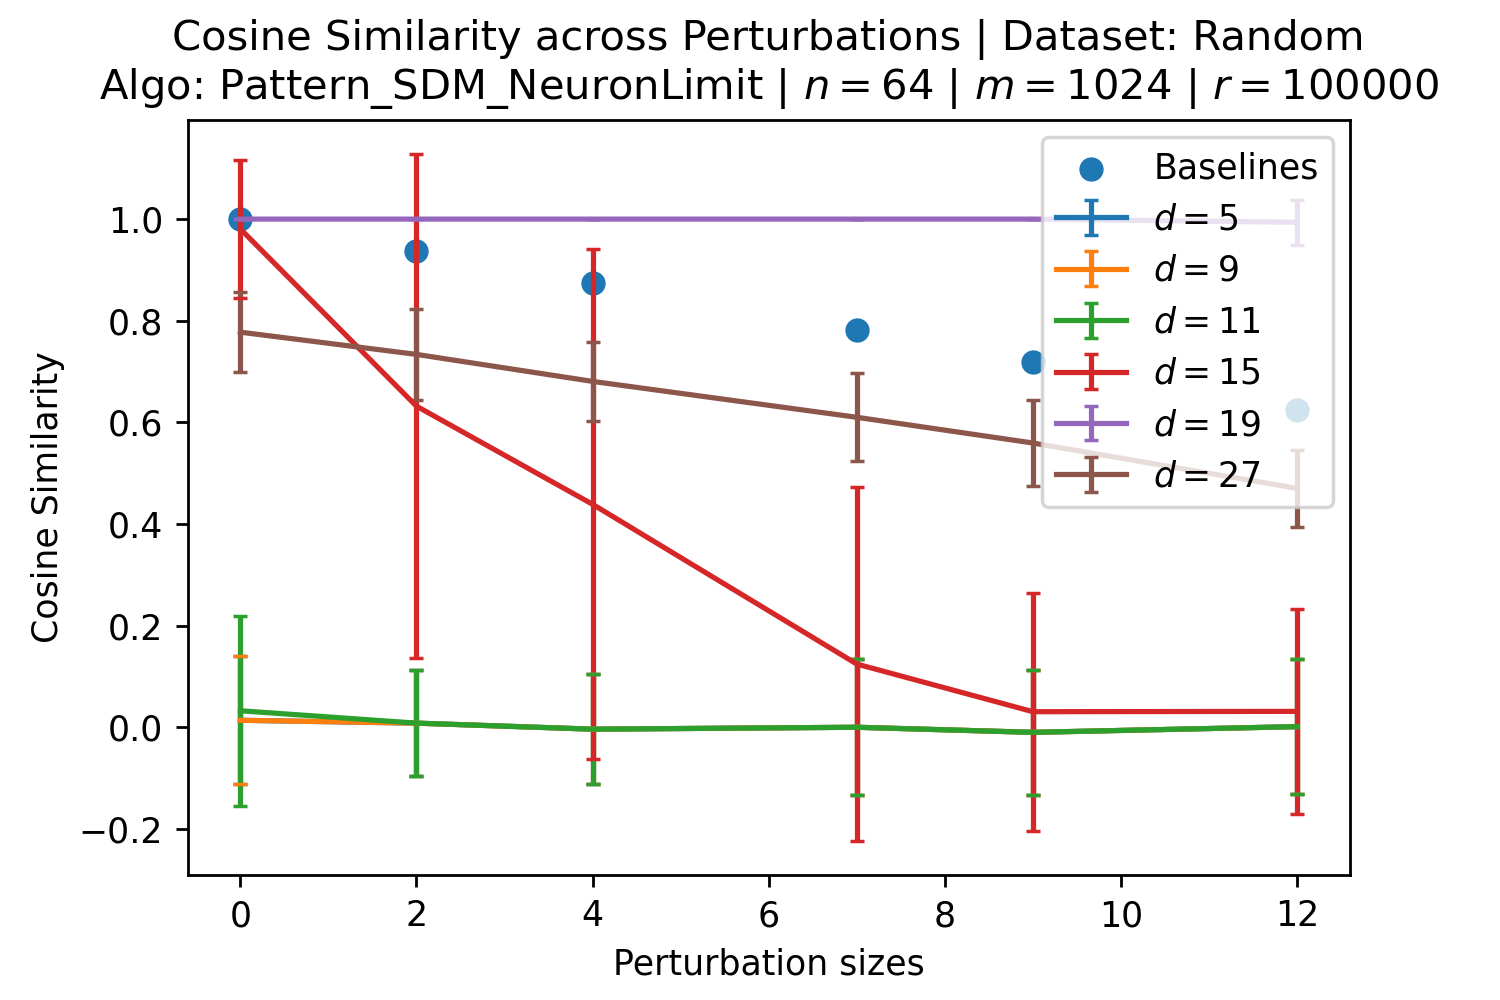 Cosine Similarity across Perturbations | Dataset: Random
Algo: Pattern_SDM_NeuronLimit | n = 64 | m = 1024 | r = 100000
Cosine Similarity
1.0
0.8
0.6
0.4
0.2
0.0
−0.2
Baselines
d = 5
d = 9
d = 11
d = 15
d = 19
d = 27
0 2 4 6 8 10 12
Perturbation sizes